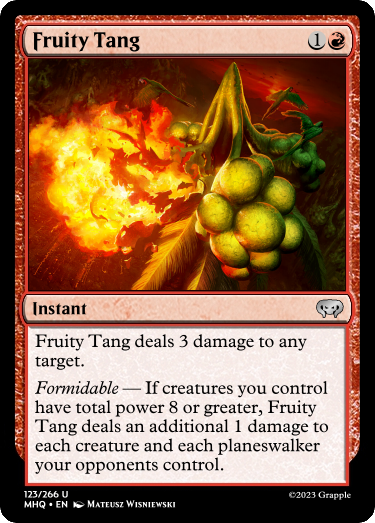 Fruity Tang 1
Instant
Fruity Tang deals 3 damage to any
target.
Formidable — If creatures you control
have total power 8 or greater, Fruity
Tang deals an additional 1 damage to
each creature and each planeswalker
your opponents control.
123/266 U
MHQ • EN Mateusz Wisniewski
©2023 Grapple